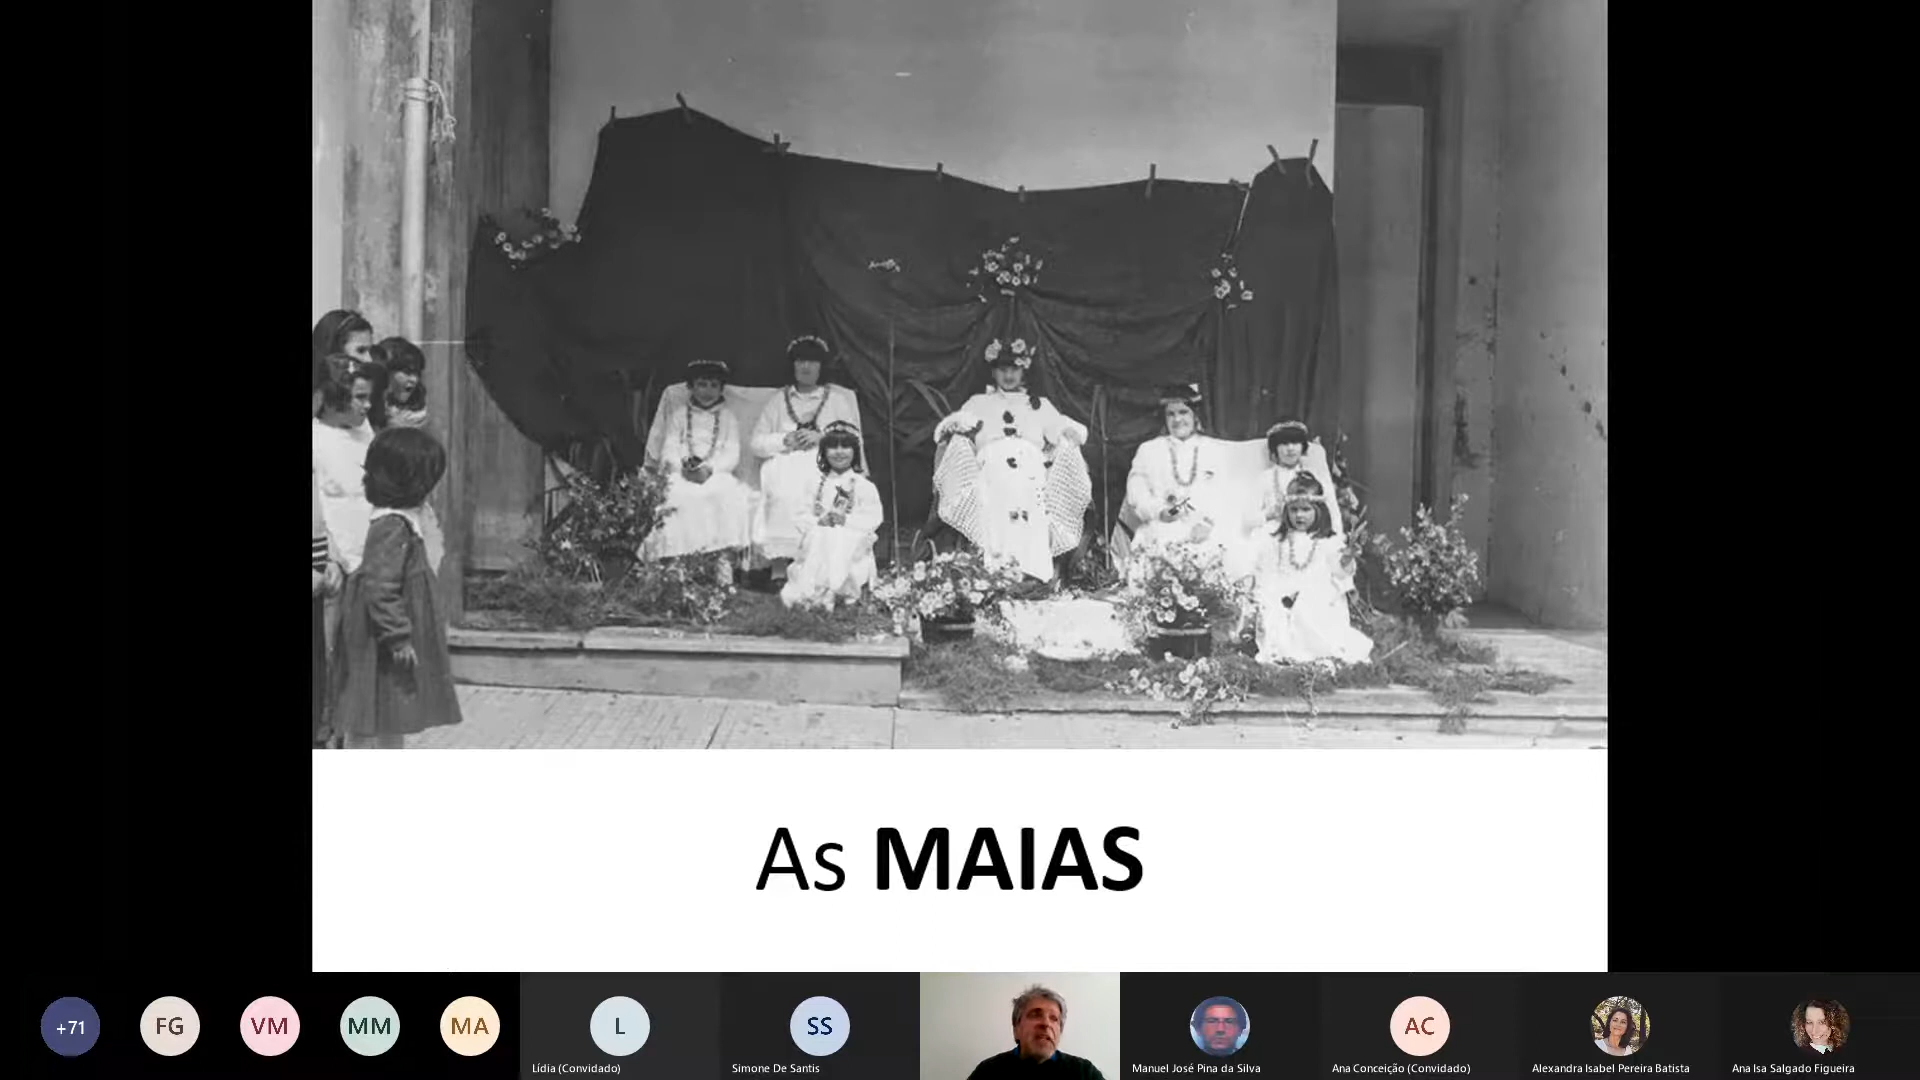 As MAIAS
+71
FG
VM
MM
MA
L
SS
AC
Lídia (Convidado)
Simone De Santis
Manuel José Pina da Silva
Ana Conceição (Convidado)
Alexandra Isabel Pereira Batista
Ana Isa Salgado Figueira